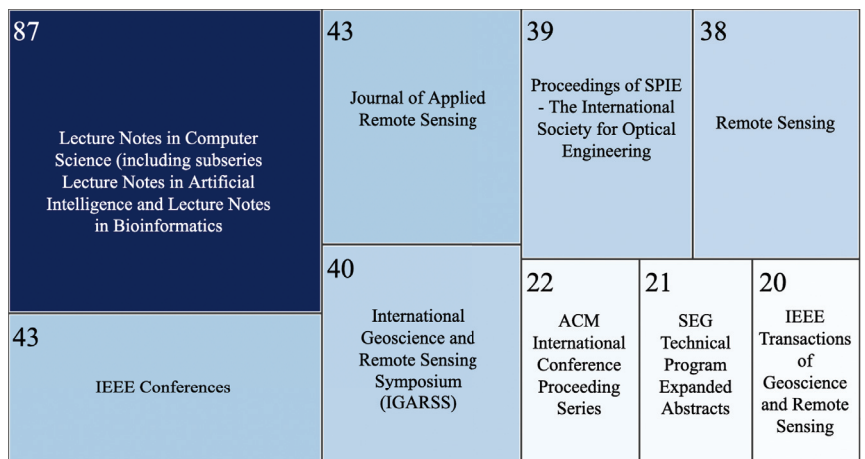 87
Lecture Notes in Computer
Science (including subseries
Lecture Notes in Artificial
Intelligence and Lecture Notes
in Bioinformatics
43
IEEE Conferences
43
Journal of Applied
Remote Sensing
40
International
Geoscience and
Remote Sensing
Symposium
(IGARSS)
39
Proceedings of SPIE
- The International
Society for Optical
Engineering
38
Remote Sensing
22
ACM
International
Conference
Proceeding
Series
21
SEG
Technical
Program
Expanded
Abstracts
20
IEEE
Transactions
of
Geoscience
and Remote
Sensing